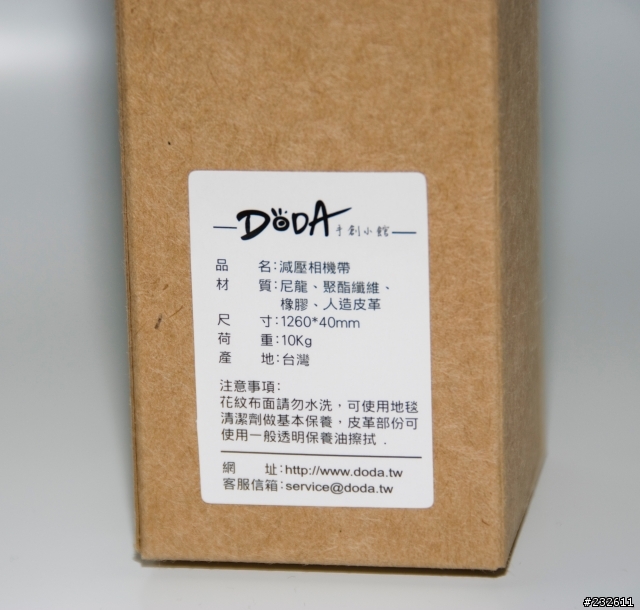 DODA 手創小館
品　　名:減壓相機帶
材　　質:尼龍、聚酯纖維、
橡膠、人造皮革
尺　　寸:1260*40mm
荷　　重:10Kg
產　　地:台灣
注意事項:
花紋布面請勿水洗，可使用地毯
清潔劑做基本保養，皮革部份可
使用一般透明保養油擦拭．
網　　址:http://www.doda.tw
客服信箱:service@doda.tw
#232611